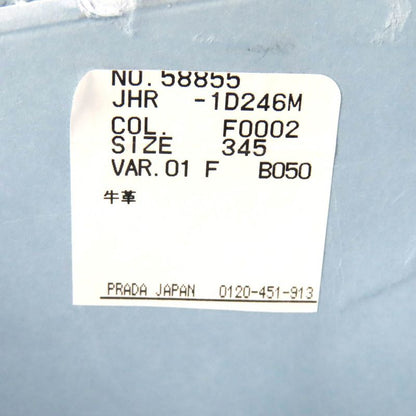 NO.58855
JHR -1D246M
COL. F0002
SIZE 345
VAR.01 F B050
牛革
PRADA JAPAN 0120-451-913